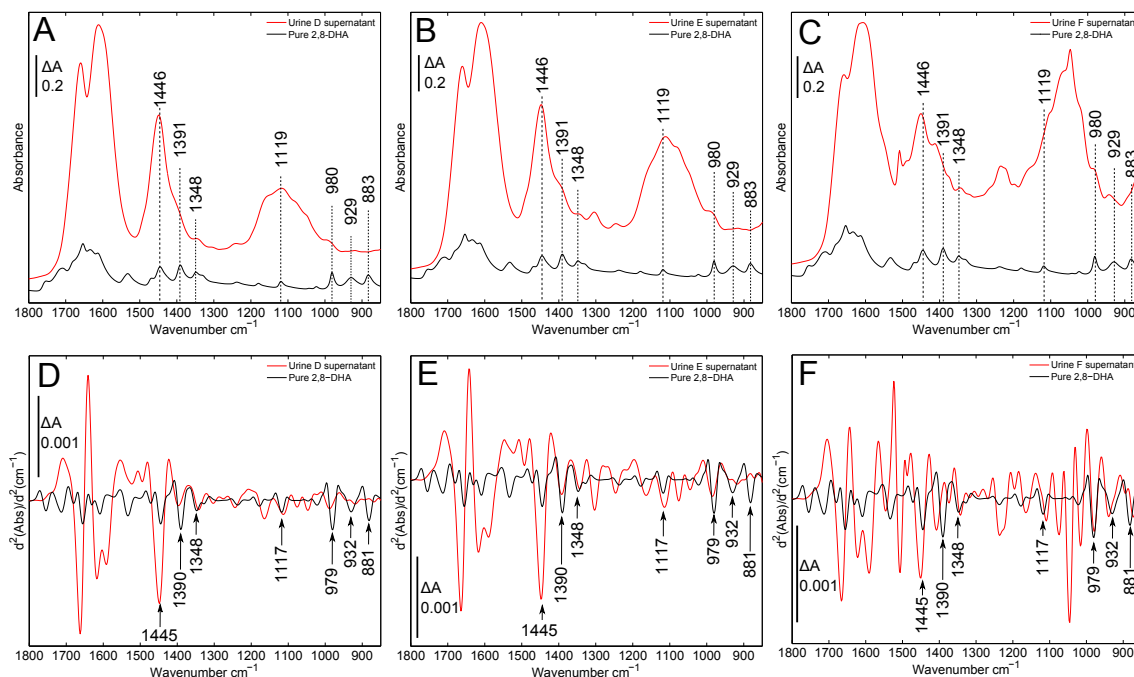 A
Urine D supernatant
Pure 2,8-DHA
ΔA
0.2
1446
1391
1348
1119
980
929
883
Absorbance
1800 1700 1600 1500 1400 1300 1200 1100 1000 900
Wavenumber cm⁻¹
B
Urine E supernatant
Pure 2,8-DHA
ΔA
0.2
1446
1391
1348
1119
980
929
883
Absorbance
1800 1700 1600 1500 1400 1300 1200 1100 1000 900
Wavenumber cm⁻¹
C
Urine F supernatant
Pure 2,8-DHA
ΔA
0.2
1446
1391
1348
1119
980
929
883
Absorbance
1800 1700 1600 1500 1400 1300 1200 1100 1000 900
Wavenumber cm⁻¹
D
Urine D supernatant
Pure 2,8-DHA
ΔA
0.001
1445
1390
1348
1117
979
932
881
d²(Abs)/d² (cm⁻¹)
1800 1700 1600 1500 1400 1300 1200 1100 1000 900
Wavenumber cm⁻¹
E
Urine E supernatant
Pure 2,8−DHA
ΔA
0.001
1445
1390
1348
1117
979
932
881
d²(Abs)/d² (cm⁻¹)
1800 1700 1600 1500 1400 1300 1200 1100 1000 900
Wavenumber cm⁻¹
F
Urine F supernatant
Pure 2,8-DHA
ΔA
0.001
1445
1390
1348
1117
979
932
881
d²(Abs)/d² (cm⁻¹)
1800 1700 1600 1500 1400 1300 1200 1100 1000 900
Wavenumber cm⁻¹